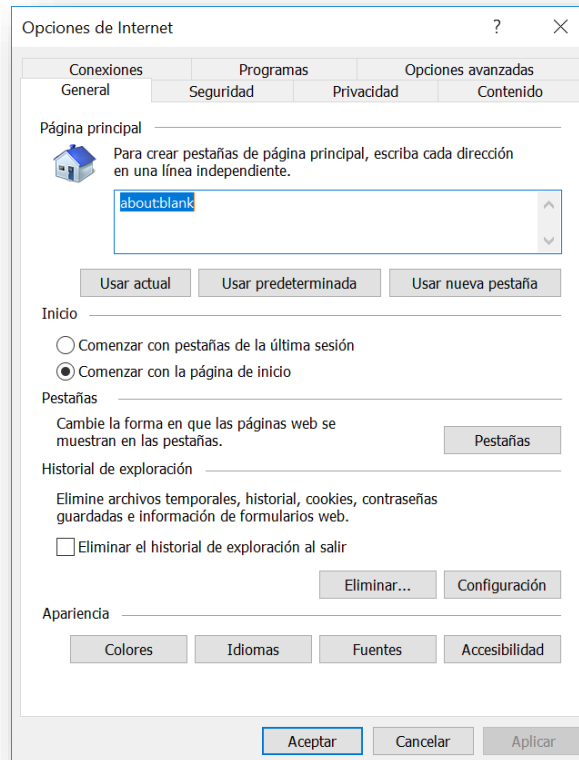 Opciones de Internet ?
Conexiones Programas Opciones avanzadas
General Seguridad Privacidad Contenido
Página principal
Para crear pestañas de página principal, escriba cada dirección
en una línea independiente.
about:blank
Usar actual Usar predeterminada Usar nueva pestaña
Inicio
Comenzar con pestañas de la última sesión
Comenzar con la página de inicio
Pestañas
Cambie la forma en que las páginas web se
muestran en las pestañas.
Pestañas
Historial de exploración
Elimine archivos temporales, historial, cookies, contraseñas
guardadas e información de formularios web.
Eliminar el historial de exploración al salir
Eliminar... Configuración
Apariencia
Colores Idiomas Fuentes Accesibilidad
Aceptar Cancelar Aplicar